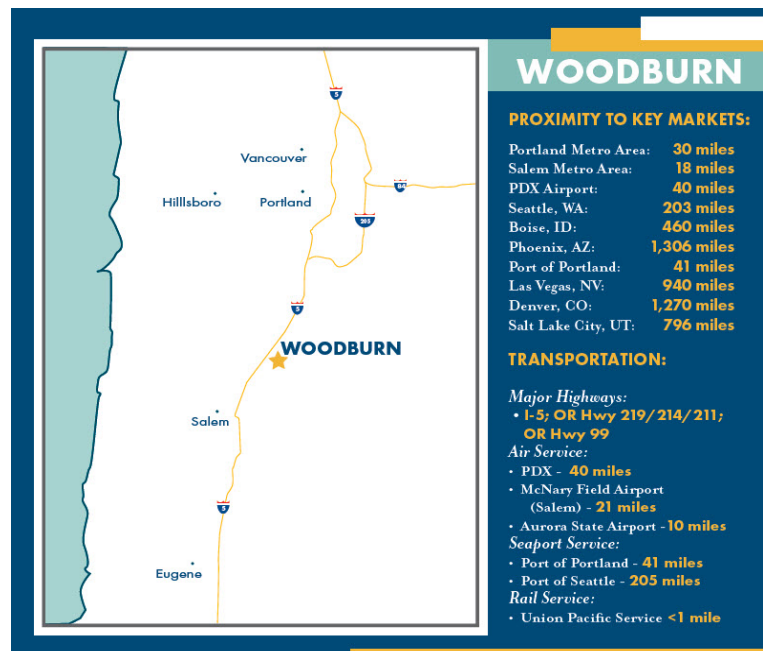 5
Vancouver
84
Hilllsboro
Portland
205
5
WOODBURN
Salem
5
Eugene
WOODBURN
PROXIMITY TO KEY MARKETS:
Portland Metro Area: 30 miles
Salem Metro Area: 18 miles
PDX Airport: 40 miles
Seattle, WA: 203 miles
Boise, ID: 460 miles
Phoenix, AZ: 1,306 miles
Port of Portland: 41 miles
Las Vegas, NV: 940 miles
Denver, CO: 1,270 miles
Salt Lake City, UT: 796 miles
TRANSPORTATION:
Major Highways:
• I-5; OR Hwy 219/214/211;
OR Hwy 99
Air Service:
• PDX - 40 miles
• McNary Field Airport
(Salem) - 21 miles
• Aurora State Airport - 10 miles
Seaport Service:
• Port of Portland - 41 miles
• Port of Seattle - 205 miles
Rail Service:
• Union Pacific Service <1 mile